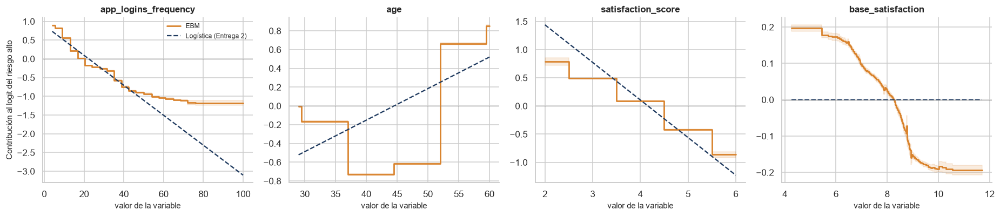 app_logins_frequency
age
satisfaction_score
base_satisfaction
EBM
Logística (Entrega 2)
Contribución al logit del riesgo alto
1.0
0.5
0.0
−0.5
−1.0
−1.5
−2.0
−2.5
−3.0
0 20 40 60 80 100
valor de la variable
0.8
0.6
0.4
0.2
0.0
−0.2
−0.4
−0.6
−0.8
30 35 40 45 50 55 60
valor de la variable
1.5
1.0
0.5
0.0
−0.5
−1.0
2 3 4 5 6
valor de la variable
0.2
0.1
0.0
−0.1
−0.2
4 6 8 10 12
valor de la variable